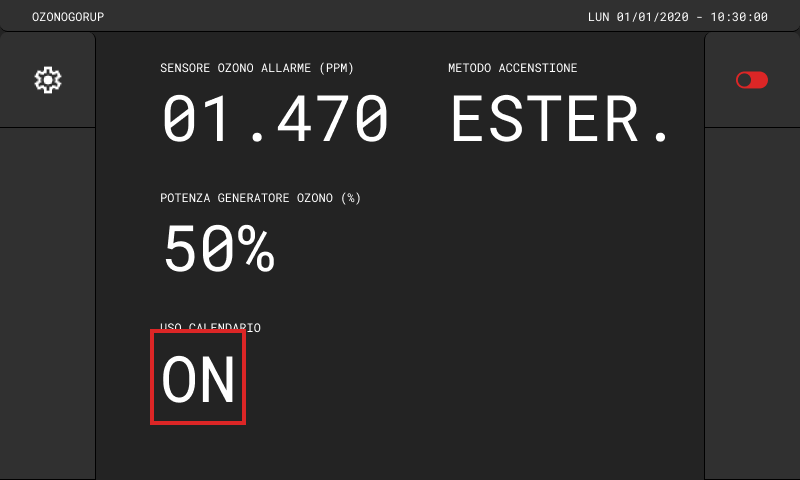 OZONOGORUP
LUN 01/01/2020 - 10:30:00
SENSORE OZONO ALLARME (PPM)
METODO ACCENSTIONE
01.470
ESTER.
POTENZA GENERATORE OZONO (%)
50%
USO CALENDARIO
ON